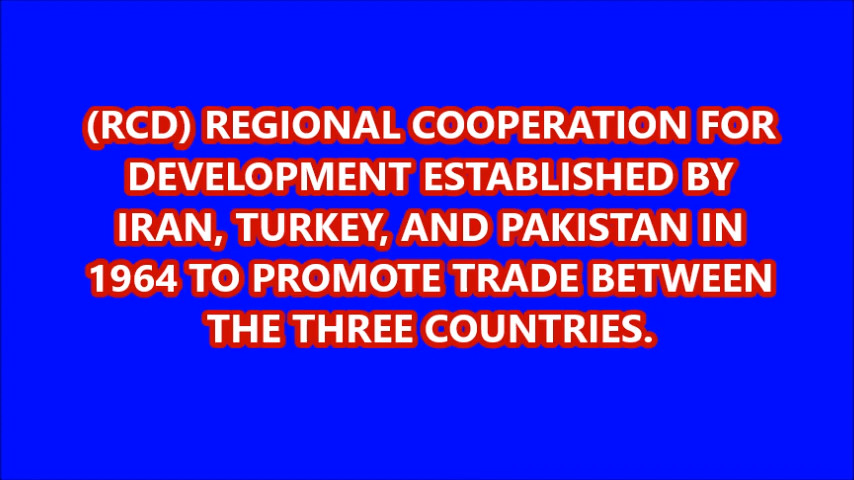 (RCD) REGIONAL COOPERATION FOR
DEVELOPMENT ESTABLISHED BY
IRAN, TURKEY, AND PAKISTAN IN
1964 TO PROMOTE TRADE BETWEEN
THE THREE COUNTRIES.